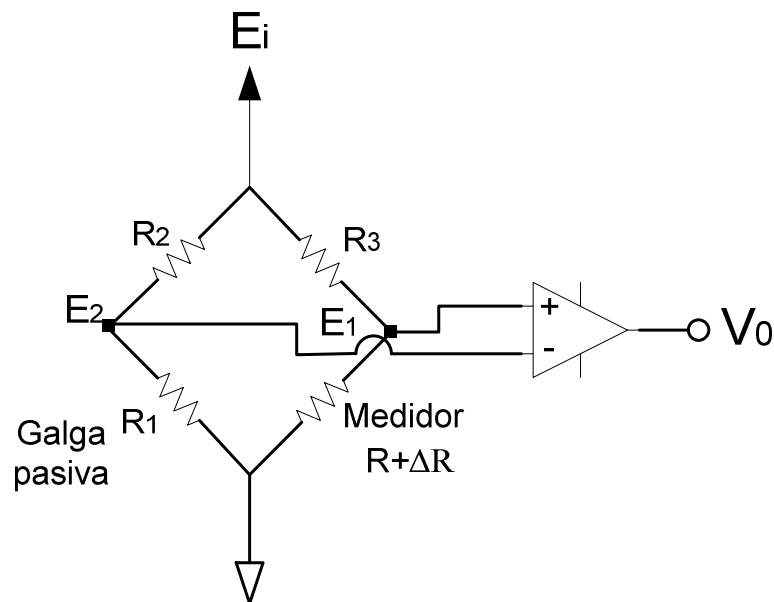 Ei
R2
R3
E2
E1
+
-
V0
R1
Medidor
R+ΔR
Galga
pasiva